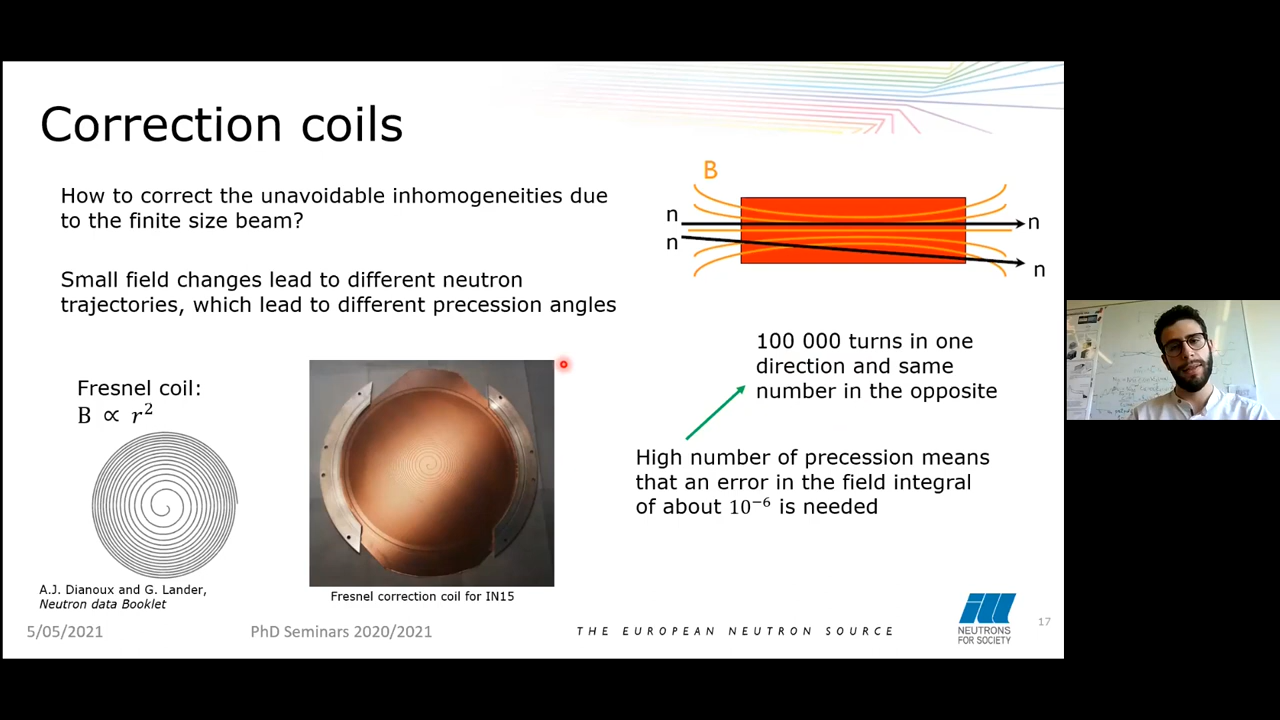 Correction coils
How to correct the unavoidable inhomogeneities due
to the finite size beam?
Small field changes lead to different neutron
trajectories, which lead to different precession angles
B
n
n
n
n
100 000 turns in one
direction and same
number in the opposite
High number of precession means
that an error in the field integral
of about 10⁻⁶ is needed
Fresnel coil:
B ∝ r²
A.J. Dianoux and G. Lander,
Neutron data Booklet
Fresnel correction coil for IN15
5/05/2021
PhD Seminars 2020/2021
THE EUROPEAN NEUTRON SOURCE
ill
NEUTRONS
FOR SOCIETY
17